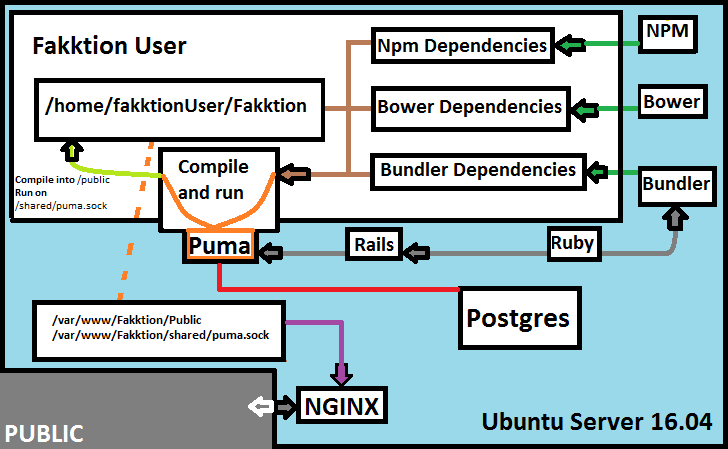 Fakktion User
Npm Dependencies
NPM
/home/fakktionUser/Fakktion
Bower Dependencies
Bower
Compile
and run
Bundler Dependencies
Bundler
Compile into /public
Run on
/shared/puma.sock
Puma
Rails
Ruby
/var/www/Fakktion/Public
/var/www/Fakktion/shared/puma.sock
Postgres
NGINX
PUBLIC
Ubuntu Server 16.04